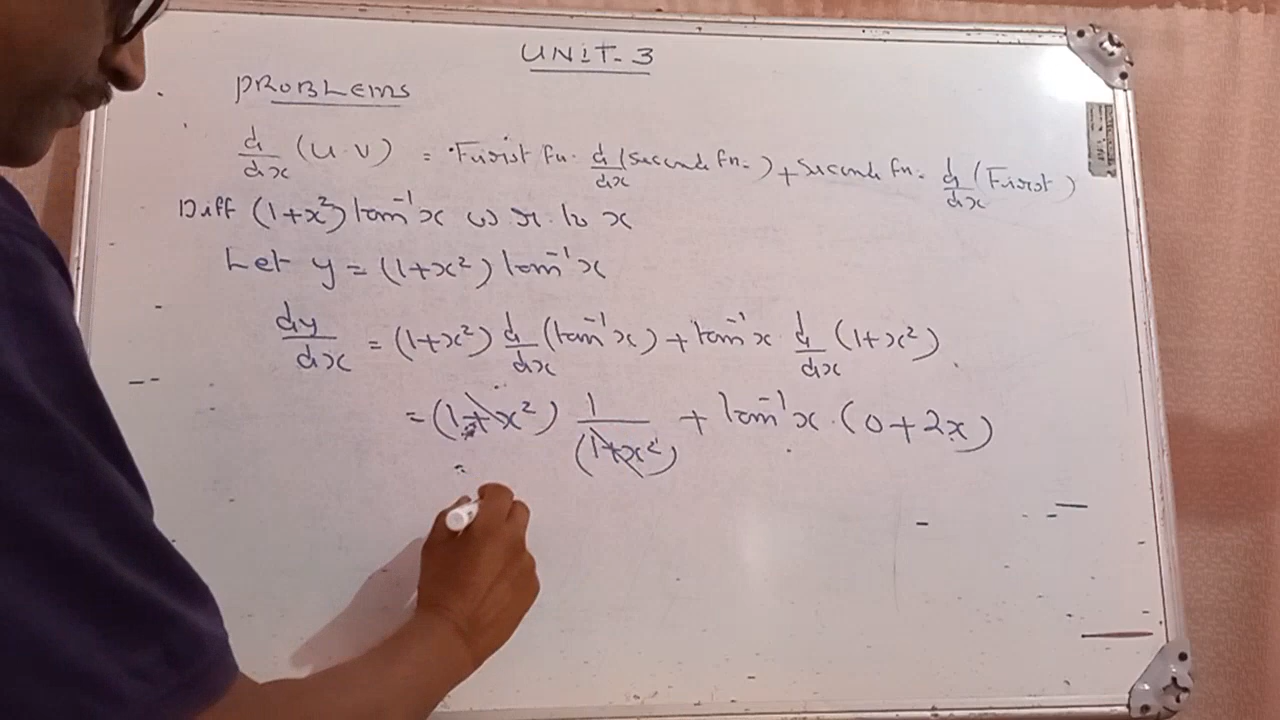 UNIT-3
PROBLEMS
d/dx (u.v) = First fn. d/dx (second fn.) + second fn. d/dx (First)
Diff (1+x²) tan⁻¹x w.r.to x
Let y = (1+x²) tan⁻¹x
dy/dx = (1+x²) d/dx (tan⁻¹x) + tan⁻¹x d/dx (1+x²)
= (1+x²) 1/(1+x²) + tan⁻¹x . (0+2x)